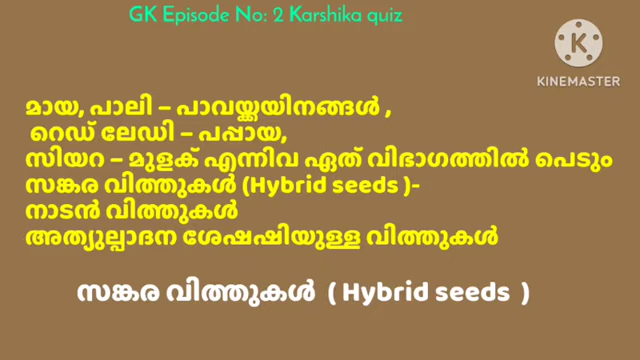 GK Episode No: 2 Karshika quiz
K
KINEMASTER
മായ, പാലി – പാവയ്ക്കയിനങ്ങൾ ,
റെഡ് ലേഡി – പപ്പായ,
സിയറ – മുളക് എന്നിവ ഏത് വിഭാഗത്തിൽ പെടും
സങ്കര വിത്തുകൾ (Hybrid seeds )-
നാടൻ വിത്തുകൾ
അത്യുല്പാദന ശേഷഷിയുള്ള വിത്തുകൾ
സങ്കര വിത്തുകൾ ( Hybrid seeds )